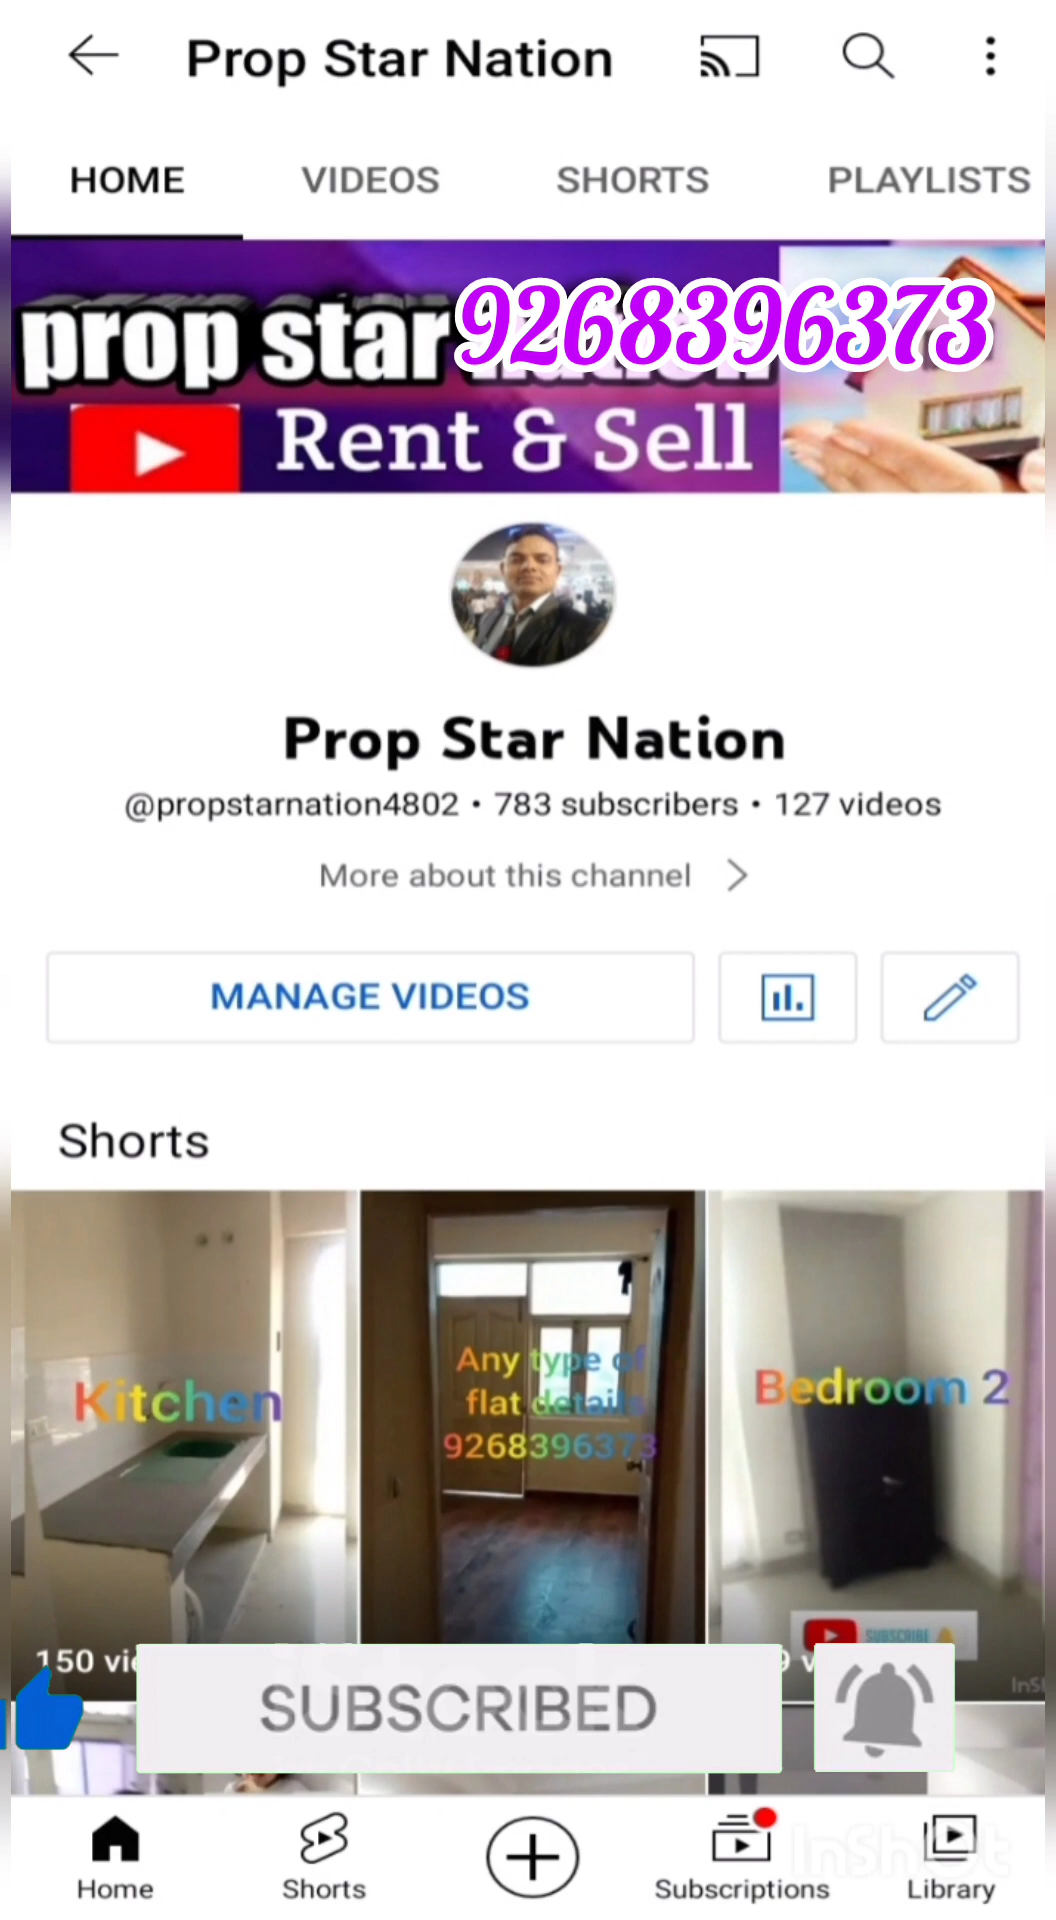 Prop Star Nation
HOME VIDEOS SHORTS PLAYLISTS
prop star 9268396373
Rent & Sell
Prop Star Nation
@propstarnation4802 • 783 subscribers • 127 videos
More about this channel
MANAGE VIDEOS
Shorts
Kitchen
Any type of
flat details
9268396373
Bedroom 2
SUBSCRIBE
150
SUBSCRIBED
Home Shorts Subscriptions Library
InShot